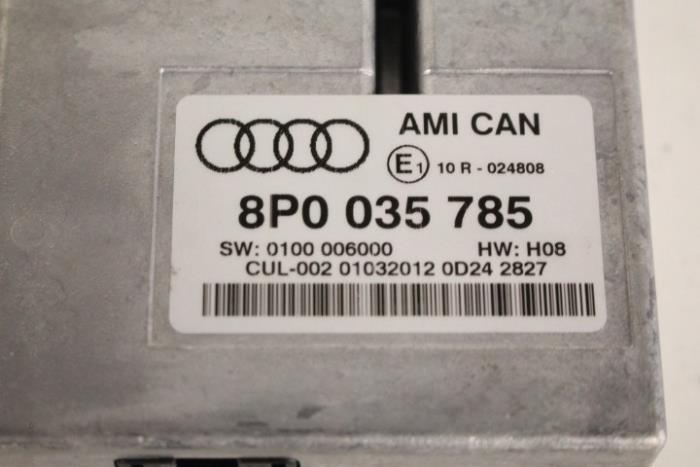 AMI CAN
E1 10 R - 024808
8P0 035 785
SW: 0100 006000 HW: H08
CUL-002 01032012 0D24 2827